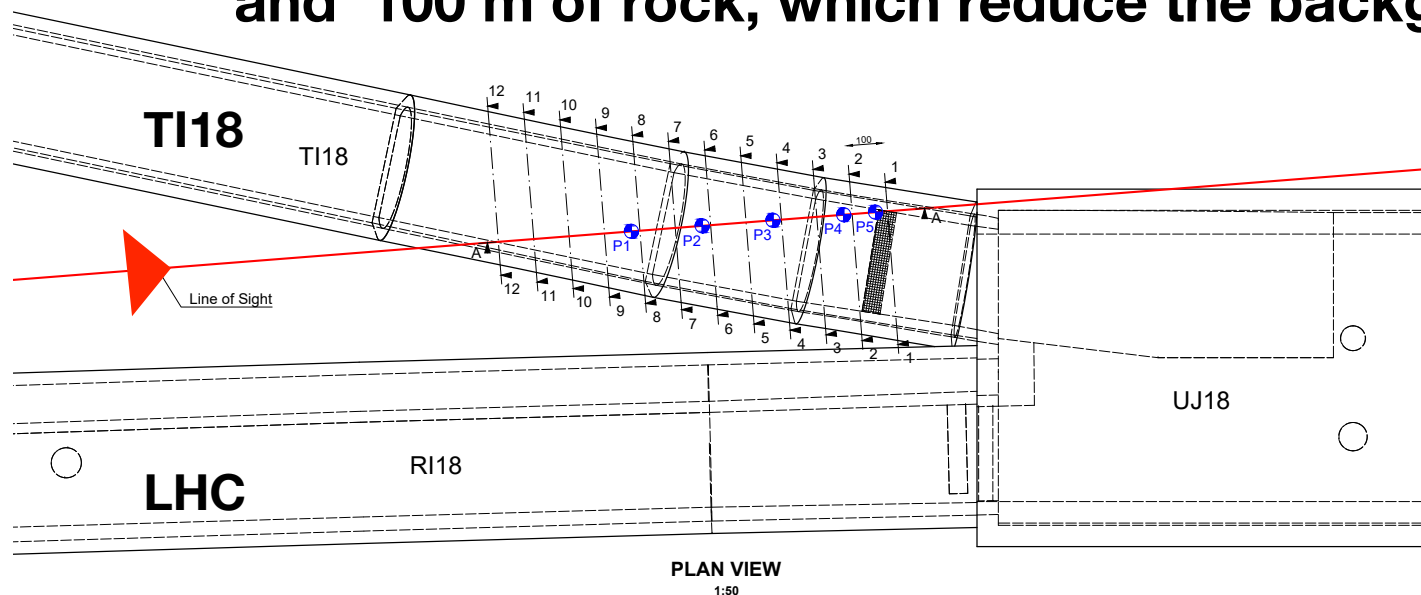 and 100 m of rock, which reduce the backg
12 11 10 9 8 7 6 5 4 3 2 1
100
TI18
TI18
P1 P2 P3 P4 P5 A
A
Line of Sight
12 11 10 9 8 7 6 5 4 3 2 1
UJ18
RI18
LHC
PLAN VIEW
1:50